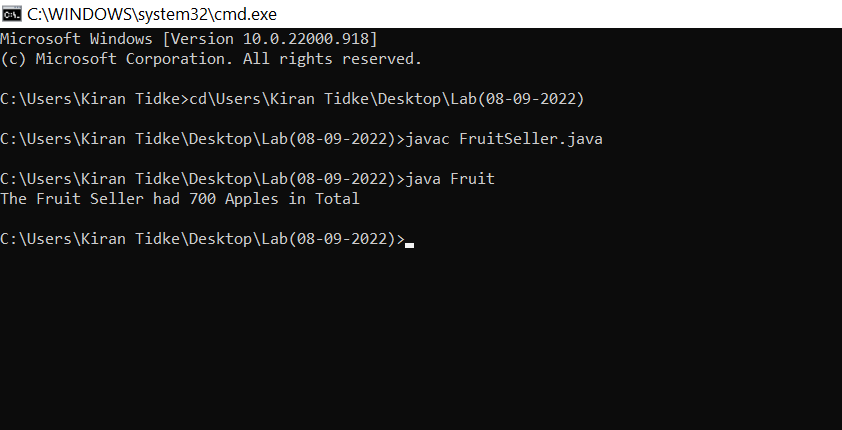 C:\WINDOWS\system32\cmd.exe
Microsoft Windows [Version 10.0.22000.918]
(c) Microsoft Corporation. All rights reserved.
C:\Users\Kiran Tidke>cd\Users\Kiran Tidke\Desktop\Lab(08-09-2022)
C:\Users\Kiran Tidke\Desktop\Lab(08-09-2022)>javac FruitSeller.java
C:\Users\Kiran Tidke\Desktop\Lab(08-09-2022)>java Fruit
The Fruit Seller had 700 Apples in Total
C:\Users\Kiran Tidke\Desktop\Lab(08-09-2022)>